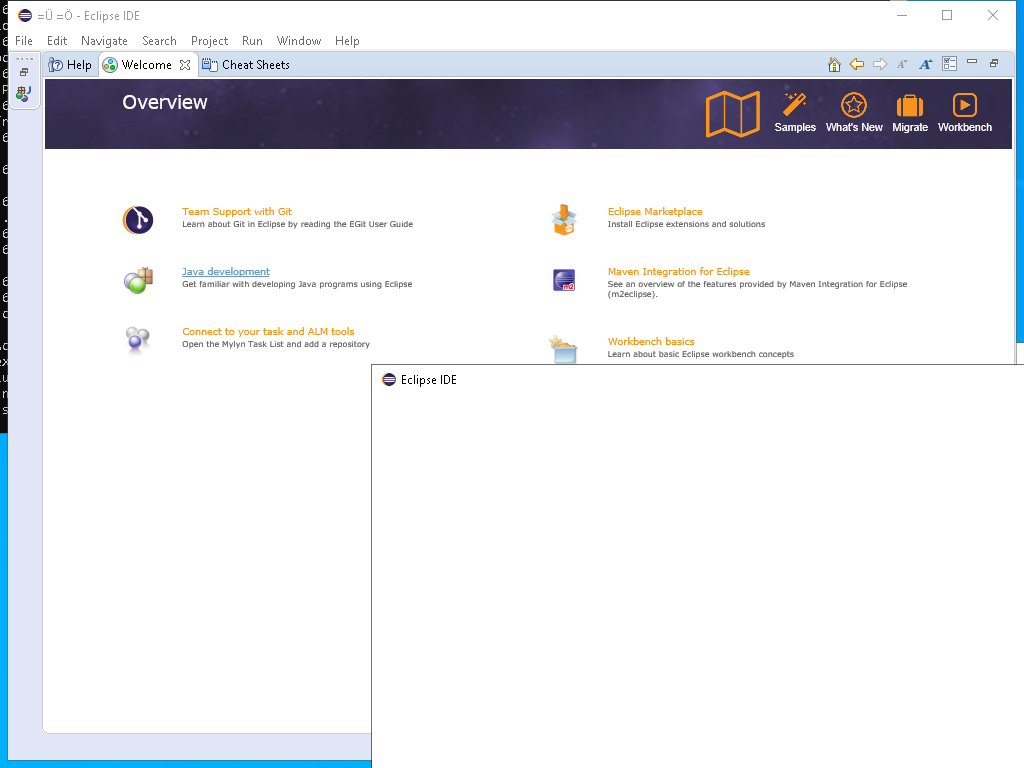 =Ü =Ö - Eclipse IDE
File Edit Navigate Search Project Run Window Help
Help Welcome Cheat Sheets
Overview
Samples What's New Migrate Workbench
Team Support with Git
Learn about Git in Eclipse by reading the EGit User Guide
Eclipse Marketplace
Install Eclipse extensions and solutions
Java development
Get familiar with developing Java programs using Eclipse
Maven Integration for Eclipse
See an overview of the features provided by Maven Integration for Eclipse
(m2eclipse).
Connect to your task and ALM tools
Open the Mylyn Task List and add a repository
Workbench basics
Learn about basic Eclipse workbench concepts
Eclipse IDE